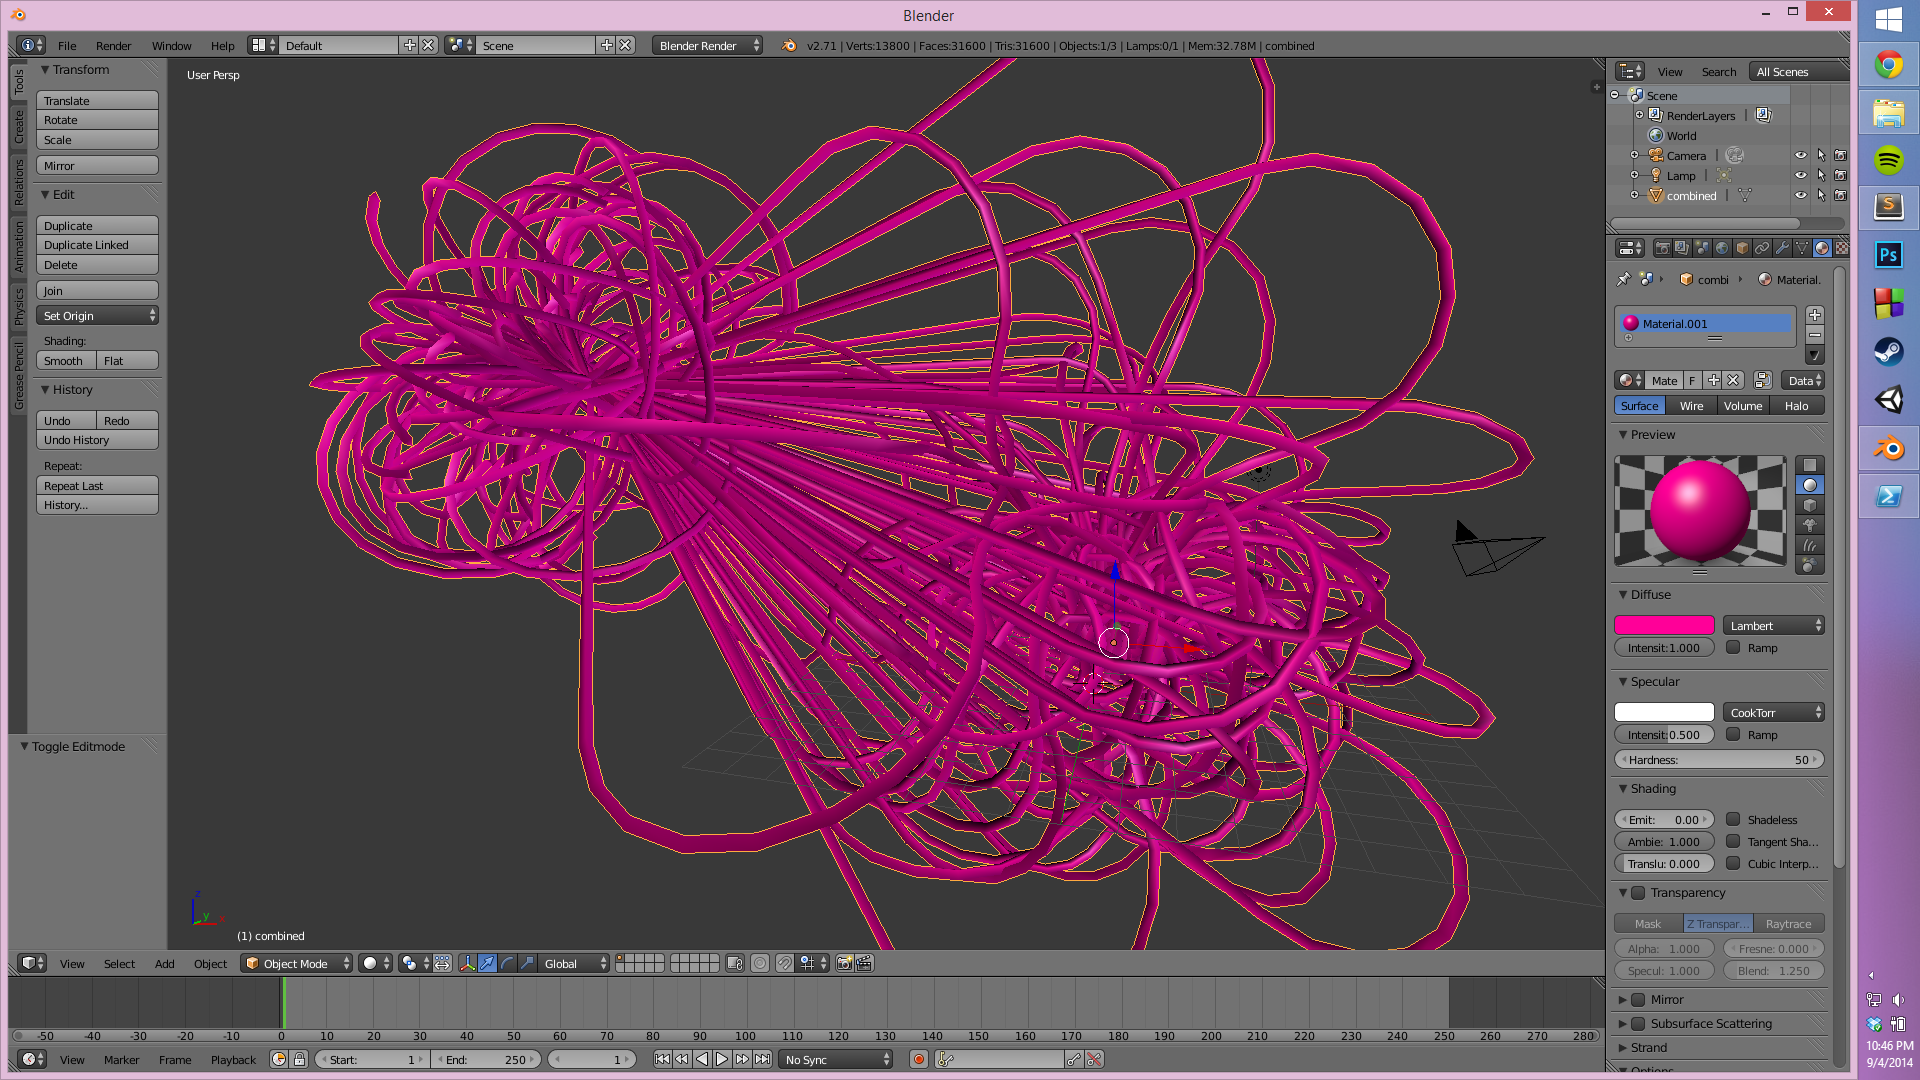 Blender
File Render Window Help Default Scene Blender Render v2.71 | Verts:13800 | Faces:31600 | Tris:31600 | Objects:1/3 | Lamps:0/1 | Mem:32.78M | combined
Tools
Create
Relations
Animation
Physics
Grease Pencil
Transform
Translate
Rotate
Scale
Mirror
Edit
Duplicate
Duplicate Linked
Delete
Join
Set Origin
Shading:
Smooth Flat
History
Undo Redo
Undo History
Repeat:
Repeat Last
History...
Toggle Editmode
User Persp
z
y
x
(1) combined
View Select Add Object Object Mode Global
-50 -40 -30 -20 -10 0 10 20 30 40 50 60 70 80 90 100 110 120 130 140 150 160 170 180 190 200 210 220 230 240 250 260 270 280
View Marker Frame Playback Start: 1 End: 250 1 No Sync
View Search All Scenes
Scene
RenderLayers
World
Camera
Lamp
combined
combi Material.
Material.001
Mate F Data
Surface Wire Volume Halo
Preview
Diffuse
Lambert
Intensit:1.000 Ramp
Specular
CookTorr
Intensit:0.500 Ramp
Hardness: 50
Shading
Emit: 0.00 Shadeless
Ambie: 1.000 Tangent Sha...
Translu: 0.000 Cubic Interp...
Transparency
Mask Z Transpar... Raytrace
Alpha: 1.000 Fresne: 0.000
Specul: 1.000 Blend: 1.250
Mirror
Subsurface Scattering
Strand
Options
S
Ps
10:46 PM
9/4/2014